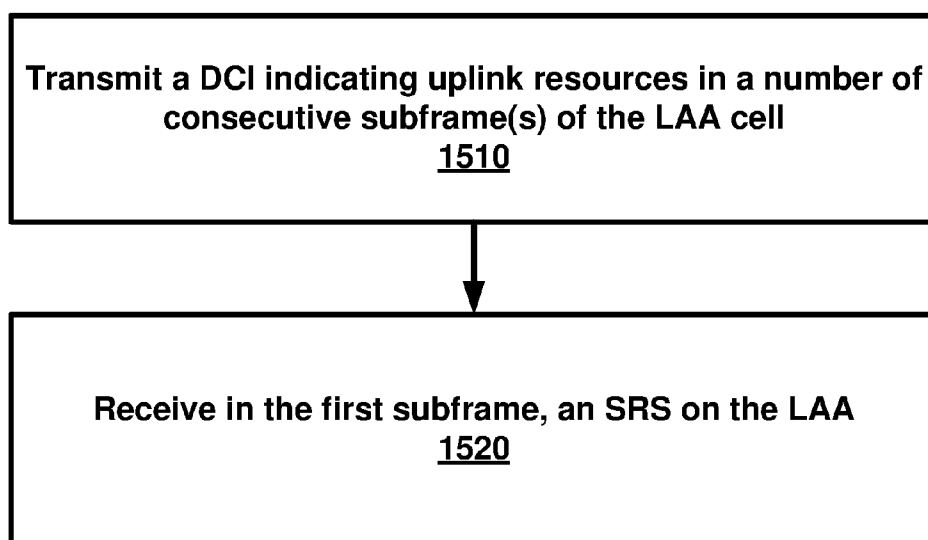 Transmit a DCI indicating uplink resources in a number of
consecutive subframe(s) of the LAA cell
1510
Receive in the first subframe, an SRS on the LAA
1520